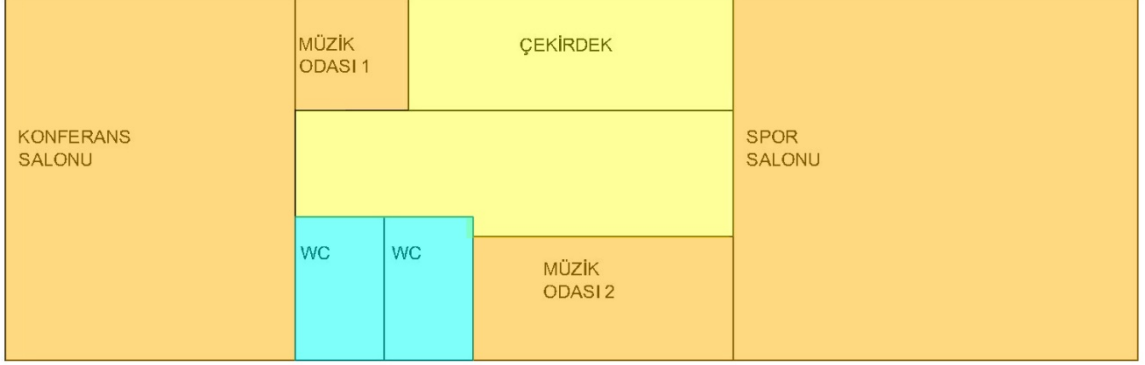 MÜZİK
ODASI 1
ÇEKİRDEK
KONFERANS
SALONU
SPOR
SALONU
WC
WC
MÜZİK
ODASI 2